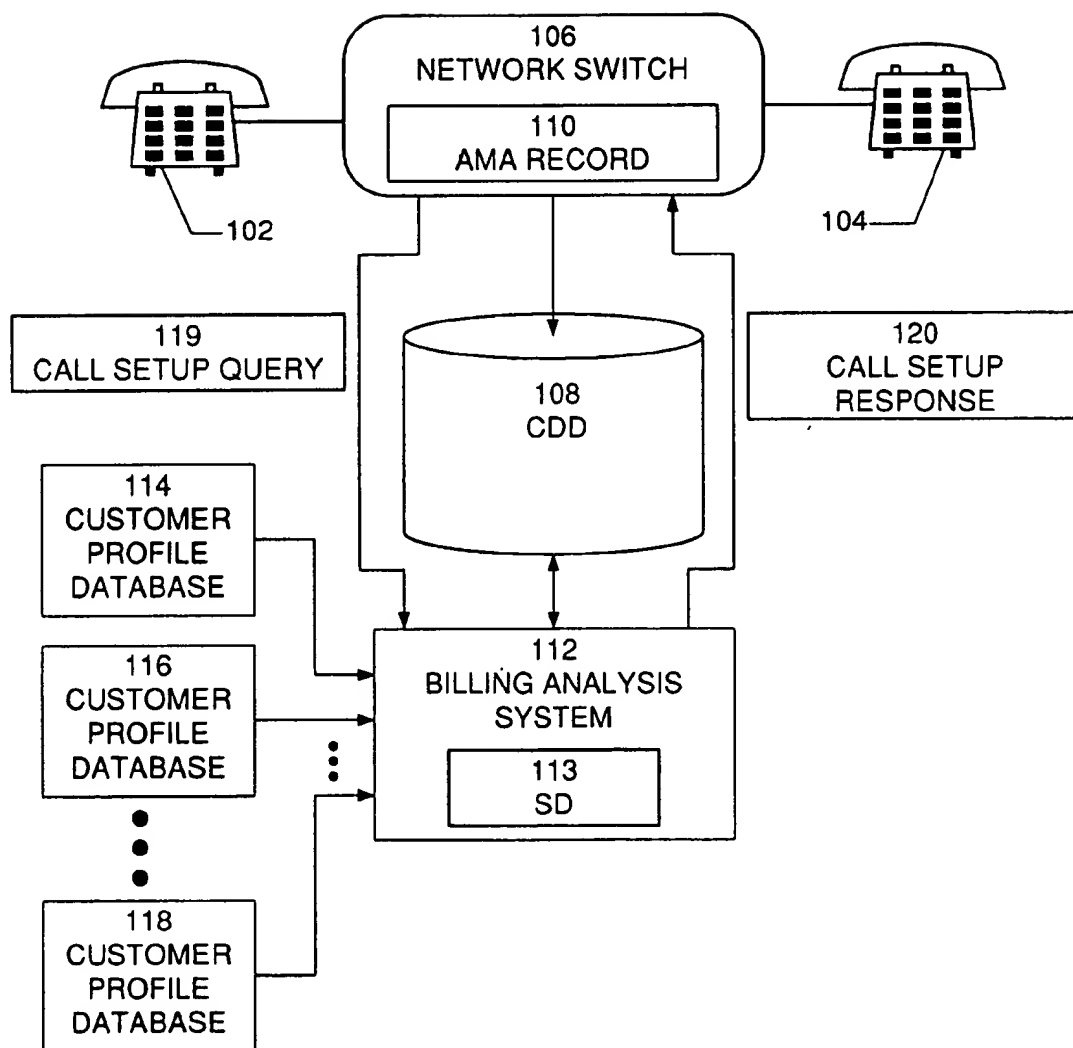 106
NETWORK SWITCH
110
AMA RECORD
102
104
119
CALL SETUP QUERY
108
CDD
120
CALL SETUP
RESPONSE
114
CUSTOMER
PROFILE
DATABASE
112
BILLING ANALYSIS
SYSTEM
116
CUSTOMER
PROFILE
DATABASE
113
SD
118
CUSTOMER
PROFILE
DATABASE